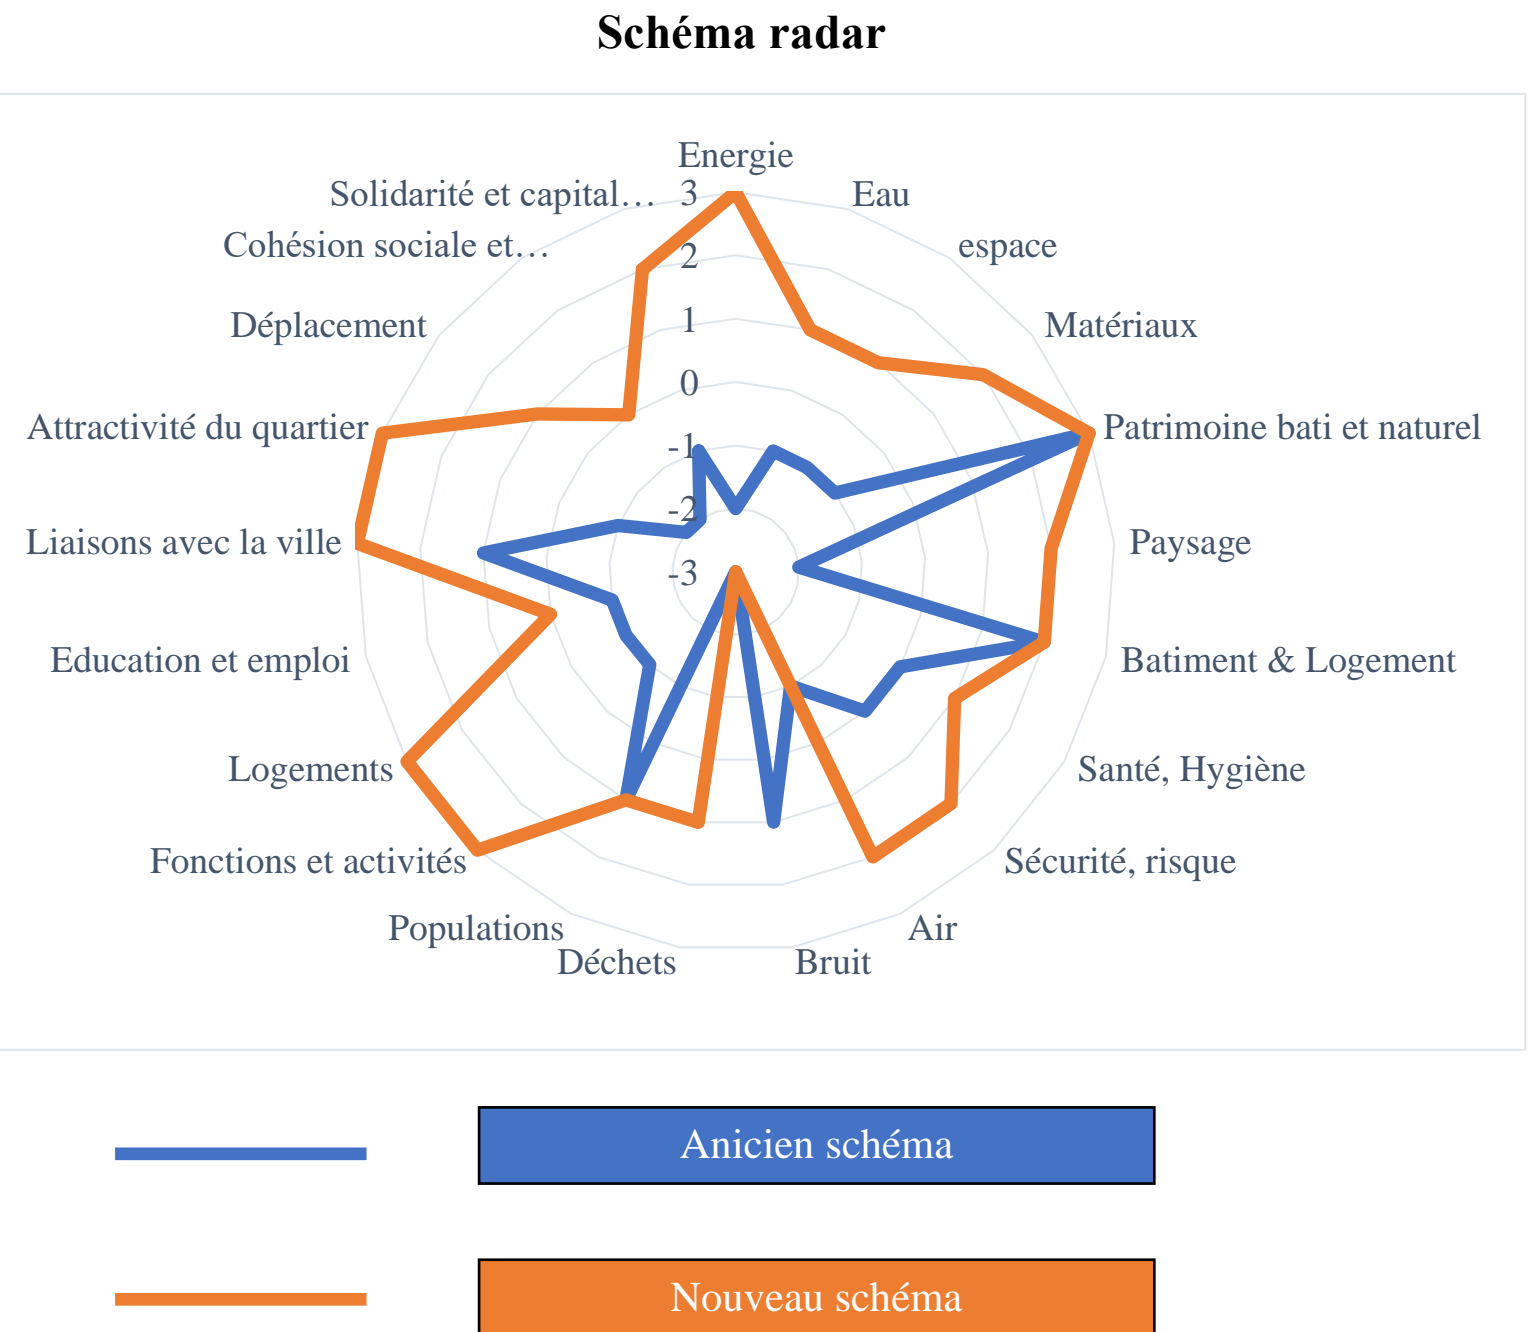 Schéma radar
Energie
Eau
espace
Matériaux
Patrimoine bati et naturel
Paysage
Batiment & Logement
Santé, Hygiène
Sécurité, risque
Air
Bruit
Déchets
Populations
Fonctions et activités
Logements
Education et emploi
Liaisons avec la ville
Attractivité du quartier
Déplacement
Cohésion sociale et…
Solidarité et capital…
3
2
1
0
-1
-2
-3
Anicien schéma
Nouveau schéma